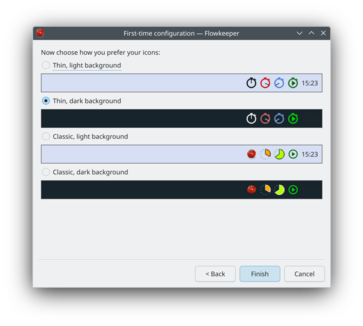 First-time configuration — Flowkeeper
Now choose how you prefer your icons:
Thin, light background
15:23
Thin, dark background
Classic, light background
15:23
Classic, dark background
< Back
Finish
Cancel